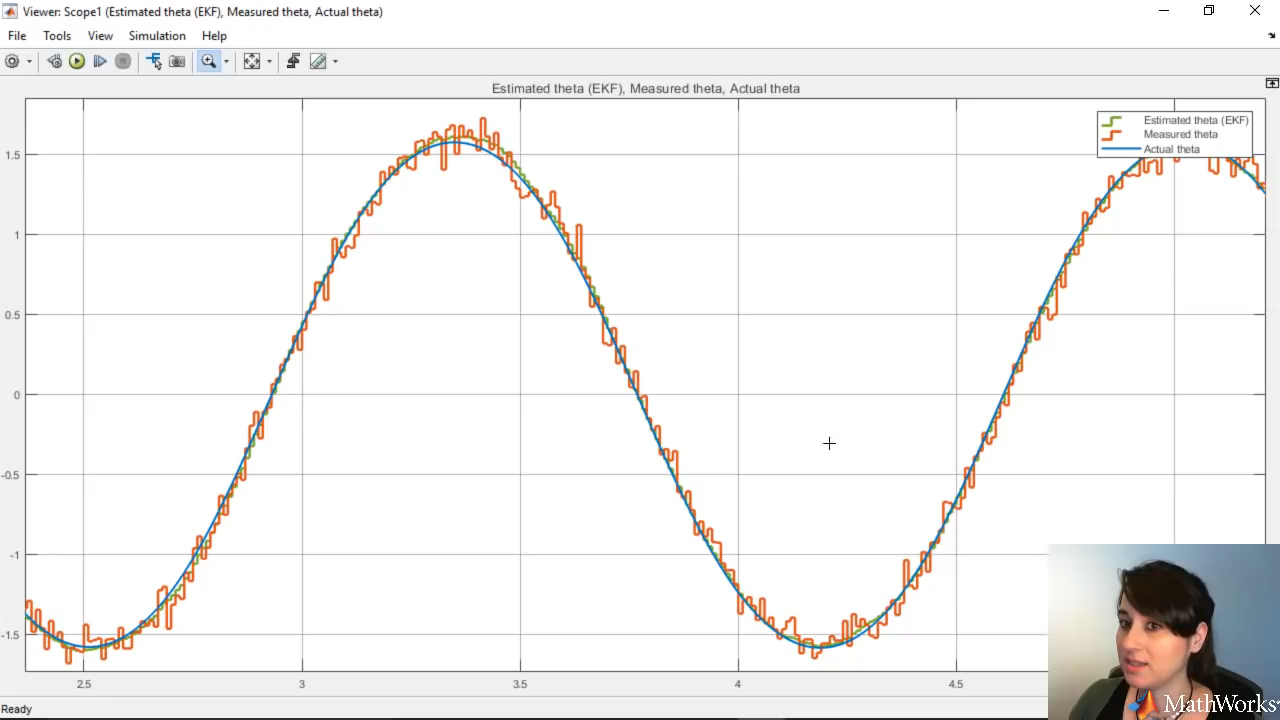 Viewer: Scope1 (Estimated theta (EKF), Measured theta, Actual theta)
File Tools View Simulation Help
Estimated theta (EKF), Measured theta, Actual theta
Estimated theta (EKF)
Measured theta
Actual theta
1.5
1
0.5
0
-0.5
-1
-1.5
2.5 3 3.5 4 4.5
Ready
MathWorks